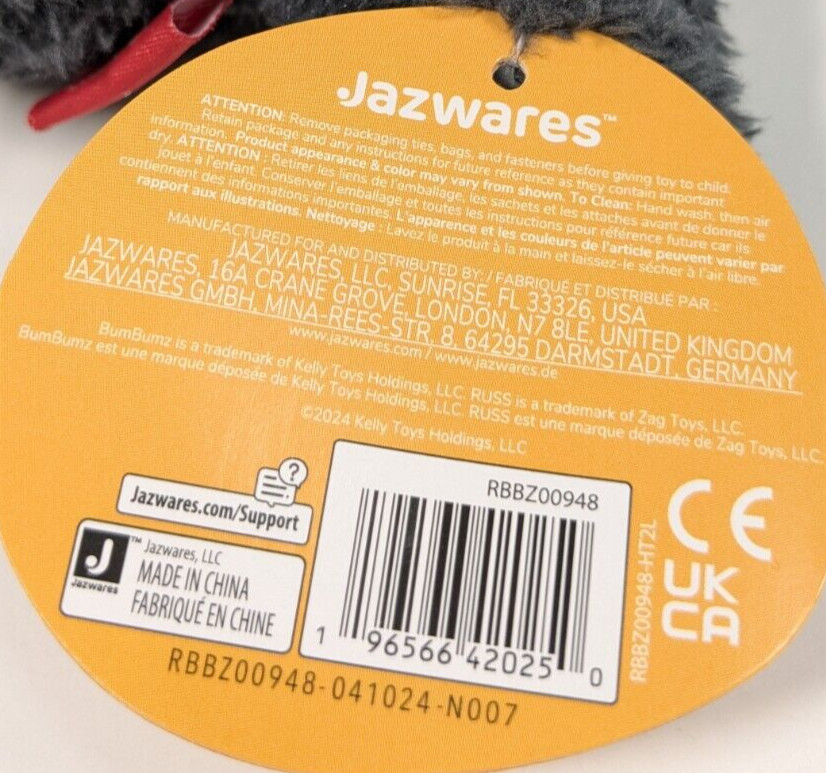 Jazwares™
ATTENTION: Remove packaging ties, bags, and fasteners before giving toy to child.
Retain package and any instructions for future reference as they contain important
information. Product appearance & color may vary from shown. To Clean: Hand wash, then air
dry. ATTENTION : Retirer les liens de l'emballage, les sachets et les attaches avant de donner le
jouet à l'enfant. Conserver l'emballage et toutes les instructions pour référence future car ils
contiennent des informations importantes. L'apparence et les couleurs de l'article peuvent varier par
rapport aux illustrations. Nettoyage : Lavez le produit à la main et laissez-le sécher à l'air libre.
MANUFACTURED FOR AND DISTRIBUTED BY: / FABRIQUÉ ET DISTRIBUÉ PAR :
JAZWARES, LLC, SUNRISE, FL 33326, USA
JAZWARES, 16A CRANE GROVE, LONDON, N7 8LE, UNITED KINGDOM
JAZWARES GMBH, MINA-REES-STR, 8, 64295 DARMSTADT, GERMANY
www.jazwares.com / www.jazwares.de
BumBumz is a trademark of Kelly Toys Holdings, LLC. RUSS is a trademark of Zag Toys, LLC.
BumBumz est une marque déposée de Kelly Toys Holdings, LLC. RUSS est une marque déposée de Zag Toys, LLC.
©2024 Kelly Toys Holdings, LLC
Jazwares.com/Support
?
J™
Jazwares
Jazwares, LLC
MADE IN CHINA
FABRIQUÉ EN CHINE
RBBZ00948
1 96566 42025 0
RBBZ00948-HT2L
CE
UK
CA
RBBZ00948-041024-N007